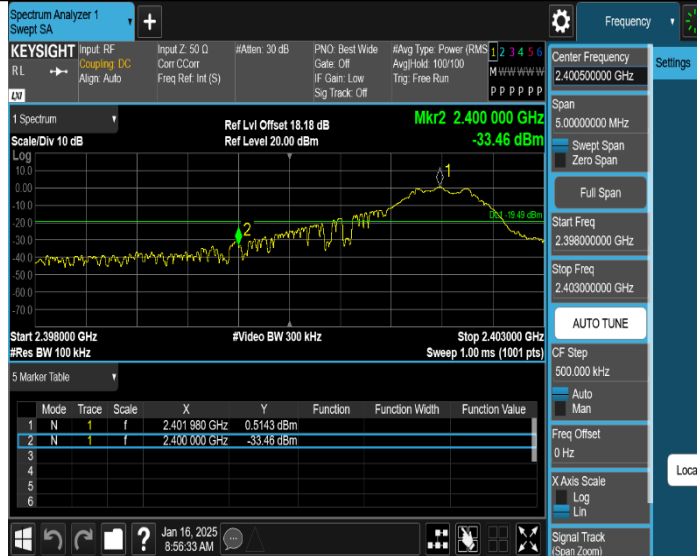 Spectrum Analyzer 1
Swept SA
Frequency
KEYSIGHT
RL
LXI
Input: RF
Coupling: DC
Align: Auto
Input Z: 50 Ω
Corr CCorr
Freq Ref: Int (S)
#Atten: 30 dB
PNO: Best Wide
Gate: Off
IF Gain: Low
Sig Track: Off
#Avg Type: Power (RMS
Avg|Hold: 100/100
Trig: Free Run
1 2 3 4 5 6
M W W W W W
P P P P P P
Center Frequency
2.400500000 GHz
Settings
1 Spectrum
Scale/Div 10 dB
Ref Lvl Offset 18.18 dB
Ref Level 20.00 dBm
Mkr2 2.400 000 GHz
-33.46 dBm
Span
5.00000000 MHz
Swept Span
Zero Span
Full Span
Log
10.0
0.00
-10.0
-20.0
-30.0
-40.0
-50.0
-60.0
-70.0
1
2
DL1 -19.49 dBm
Start Freq
2.398000000 GHz
Stop Freq
2.403000000 GHz
AUTO TUNE
Start 2.398000 GHz
#Res BW 100 kHz
#Video BW 300 kHz
Stop 2.403000 GHz
Sweep 1.00 ms (1001 pts)
CF Step
500.000 kHz
Auto
Man
5 Marker Table
Mode Trace Scale X Y Function Function Width Function Value
1 N 1 f 2.401 980 GHz 0.5143 dBm
2 N 1 f 2.400 000 GHz -33.46 dBm
3
4
5
6
Freq Offset
0 Hz
X Axis Scale
Log
Lin
Loca
Signal Track
(Span Zoom)
?
Jan 16, 2025
8:56:33 AM